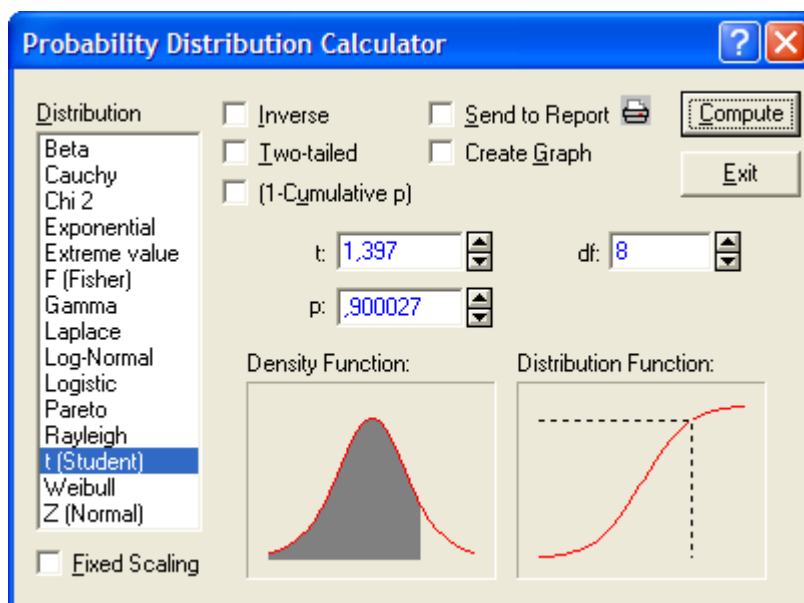 Probability Distribution Calculator
Distribution
Beta
Cauchy
Chi 2
Exponential
Extreme value
F (Fisher)
Gamma
Laplace
Log-Normal
Logistic
Pareto
Rayleigh
t (Student)
Weibull
Z (Normal)
Fixed Scaling
Inverse
Two-tailed
(1-Cumulative p)
Send to Report
Create Graph
Compute
Exit
t: 1,397
df: 8
p: ,900027
Density Function:
Distribution Function: